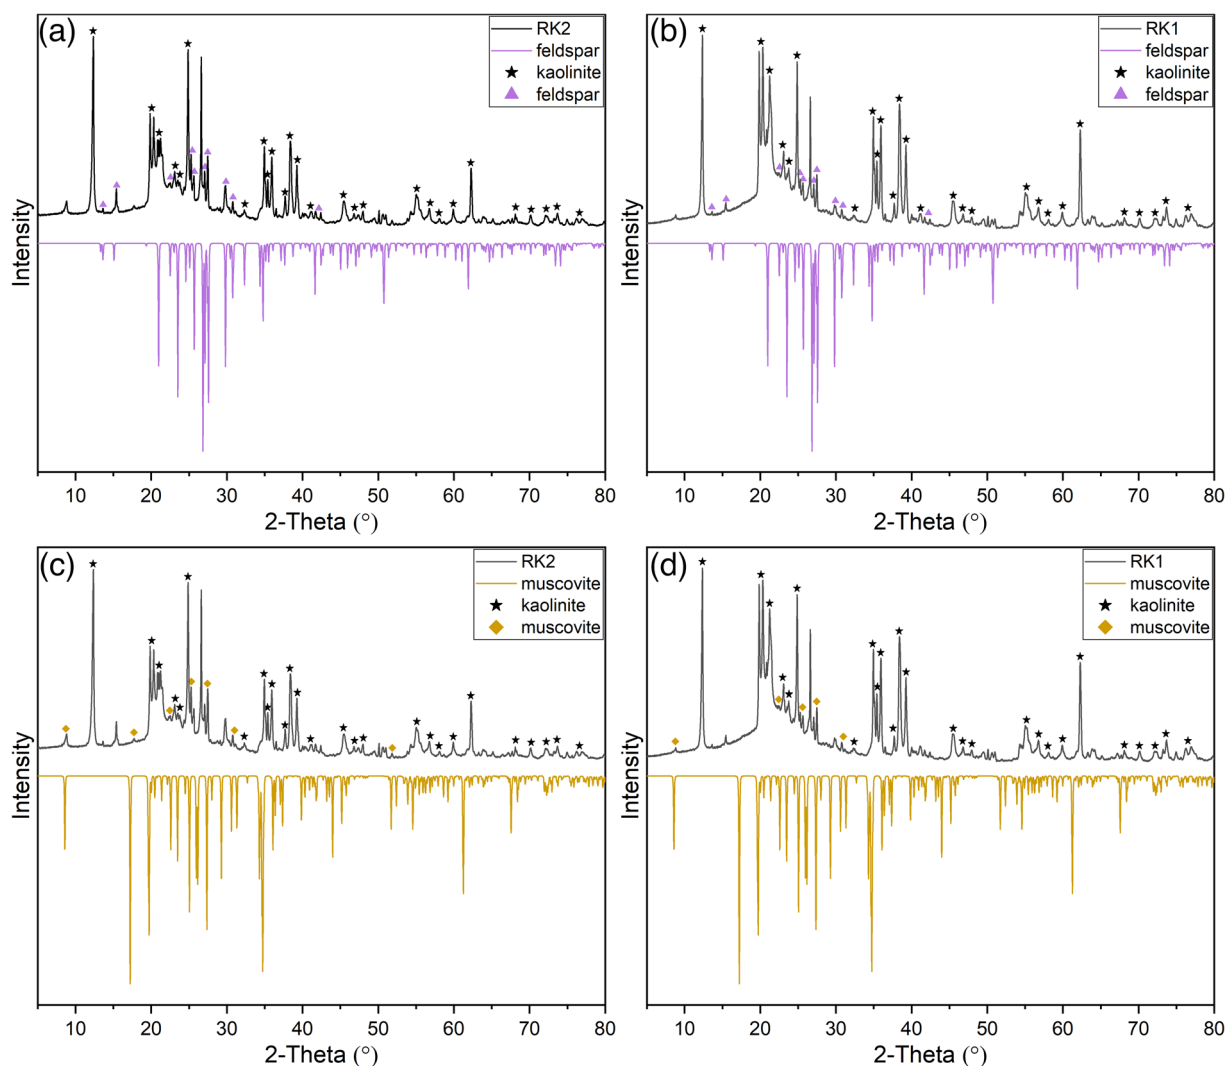 (a)
RK2
feldspar
kaolinite
feldspar
Intensity
10 20 30 40 50 60 70 80
2-Theta (°)
(b)
RK1
feldspar
kaolinite
feldspar
Intensity
10 20 30 40 50 60 70 80
2-Theta (°)
(c)
RK2
muscovite
kaolinite
muscovite
Intensity
10 20 30 40 50 60 70 80
2-Theta (°)
(d)
RK1
muscovite
kaolinite
muscovite
Intensity
10 20 30 40 50 60 70 80
2-Theta (°)